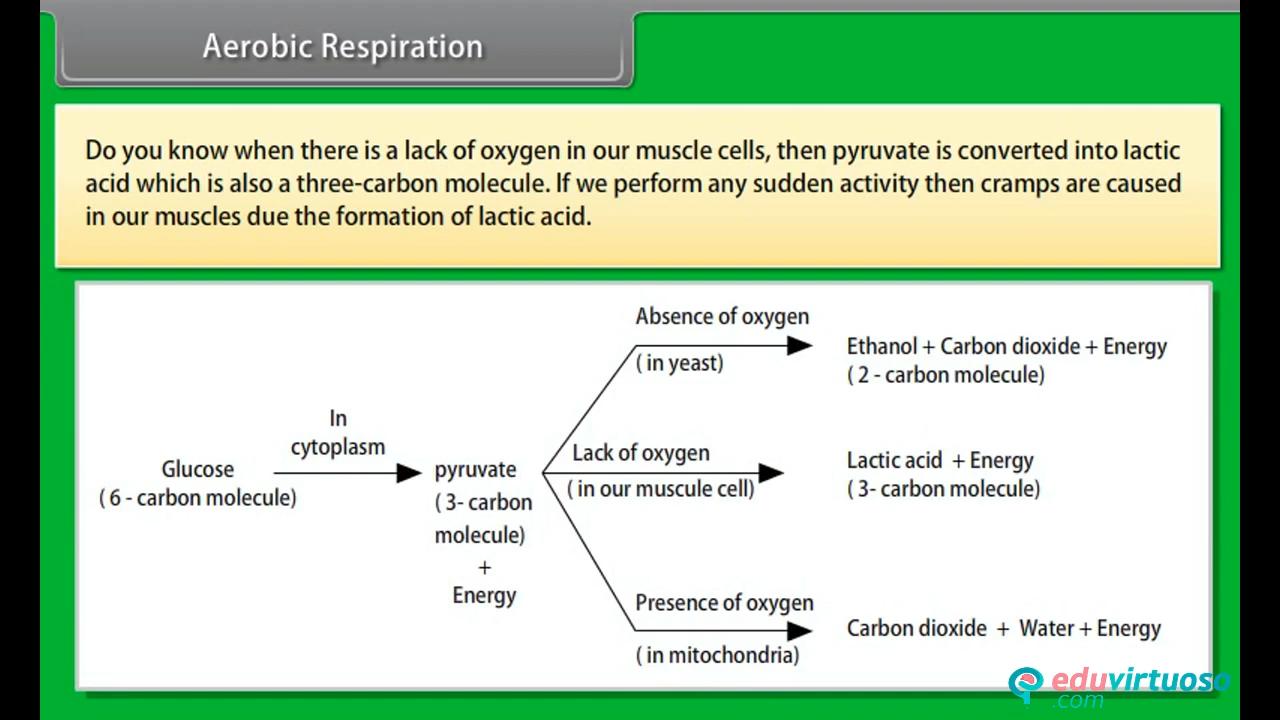 Aerobic Respiration
Do you know when there is a lack of oxygen in our muscle cells, then pyruvate is converted into lactic
acid which is also a three-carbon molecule. If we perform any sudden activity then cramps are caused
in our muscles due the formation of lactic acid.
Absence of oxygen
( in yeast)
Ethanol + Carbon dioxide + Energy
( 2 - carbon molecule)
In
cytoplasm
Glucose
( 6 - carbon molecule)
pyruvate
( 3- carbon
molecule)
+
Energy
Lack of oxygen
( in our muscule cell)
Lactic acid + Energy
( 3- carbon molecule)
Presence of oxygen
( in mitochondria)
Carbon dioxide + Water + Energy
eduvirtuoso
.com